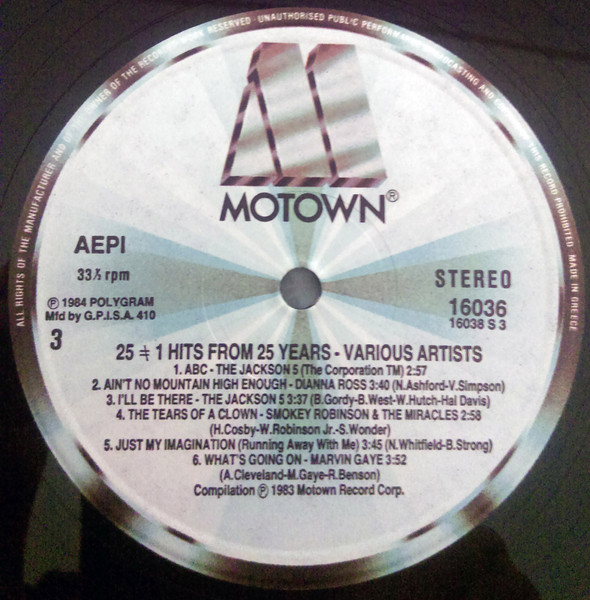 ALL RIGHTS OF THE MANUFACTURER AND OF THE OWNER OF THE RECORDED WORK RESERVED · UNAUTHORISED PUBLIC PERFORMANCE BROADCASTING AND COPYING OF THIS RECORD PROHIBITED · MADE IN GREECE
MOTOWN®
AEPI
33⅓ rpm
STEREO
℗ 1984 POLYGRAM
Mfd by G.P.I.S.A. 410
16036
16038 S 3
3
25 ≠ 1 HITS FROM 25 YEARS - VARIOUS ARTISTS
1. ABC - THE JACKSON 5 (The Corporation TM) 2:57
2. AIN'T NO MOUNTAIN HIGH ENOUGH - DIANNA ROSS 3:40 (N.Ashford-V.Simpson)
3. I'LL BE THERE - THE JACKSON 5 3:37 (B.Gordy-B.West-W.Hutch-Hal Davis)
4. THE TEARS OF A CLOWN - SMOKEY ROBINSON & THE MIRACLES 2:58
(H.Cosby-W.Robinson Jr.-S.Wonder)
5. JUST MY IMAGINATION (Running Away With Me) 3:45 (N.Whitfield-B.Strong)
6. WHAT'S GOING ON - MARVIN GAYE 3:52
(A.Cleveland-M.Gaye-R.Benson)
Compilation ℗ 1983 Motown Record Corp.